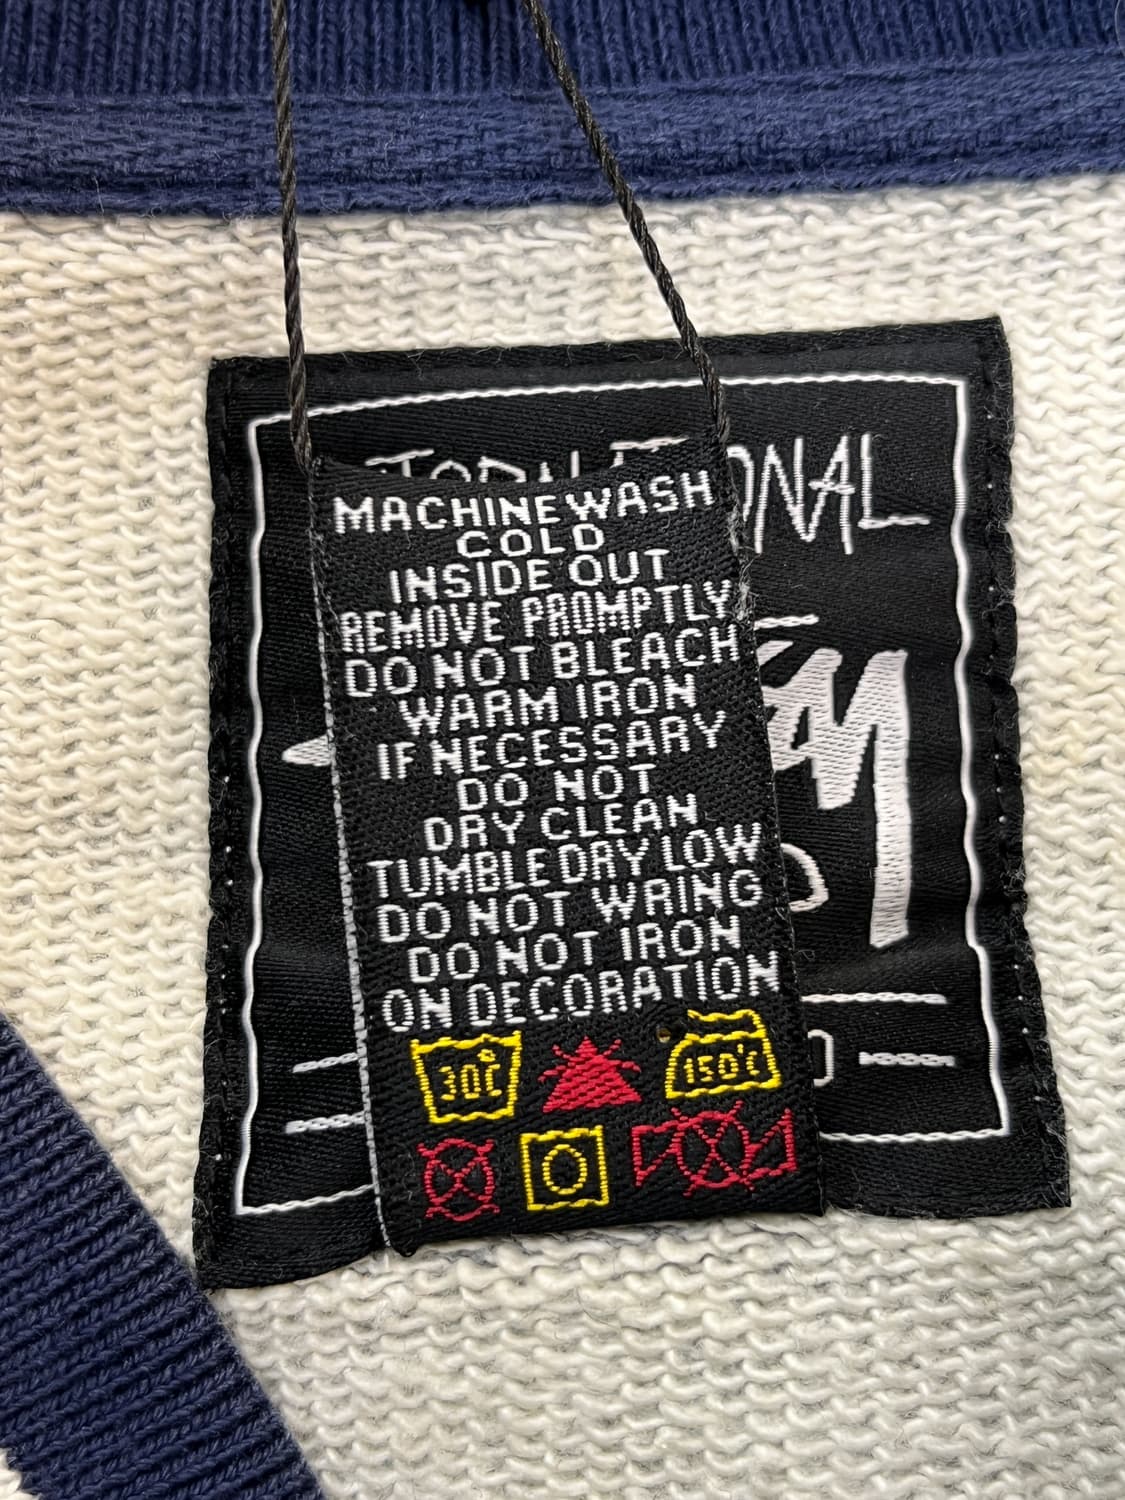 MACHINE WASH
COLD
INSIDE OUT
REMOVE PROMPTLY
DO NOT BLEACH
WARM IRON
IF NECESSARY
DO NOT
DRY CLEAN
TUMBLE DRY LOW
DO NOT WRING
DO NOT IRON
ON DECORATION
30°C
150°C